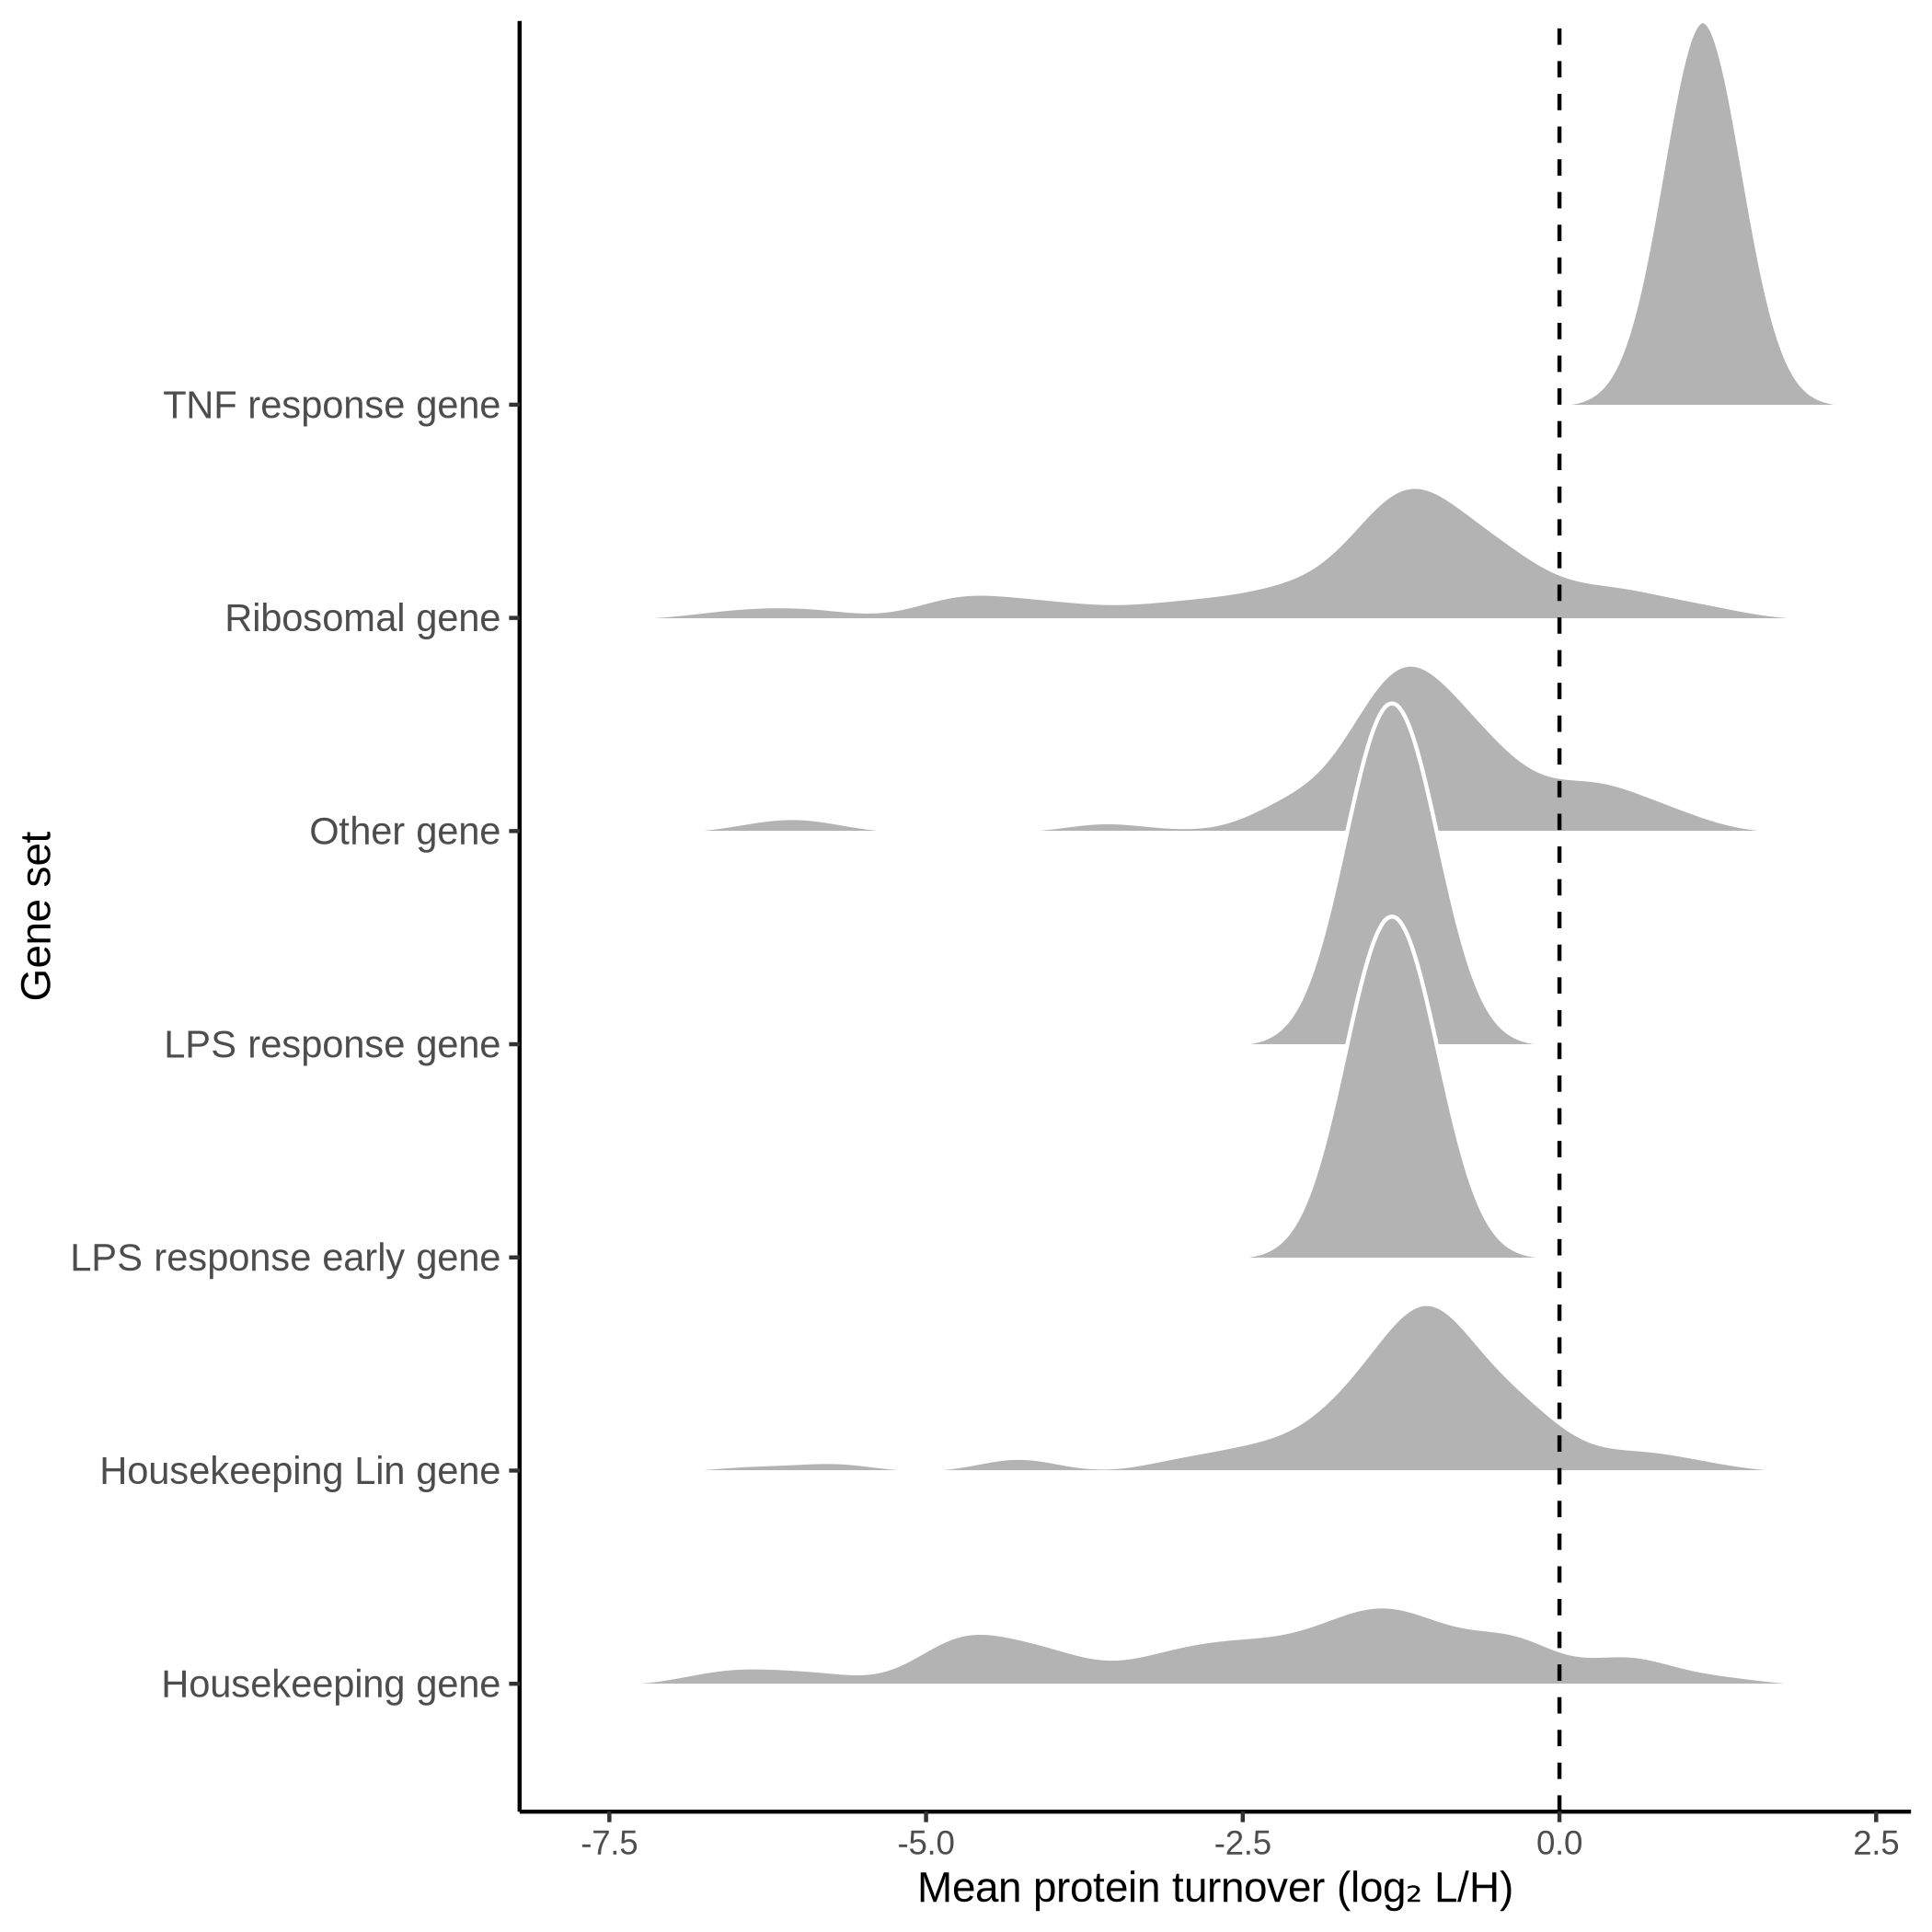 Gene set
TNF response gene
Ribosomal gene
Other gene
LPS response gene
LPS response early gene
Housekeeping Lin gene
Housekeeping gene
-7.5 -5.0 -2.5 0.0 2.5
Mean protein turnover (log₂ L/H)